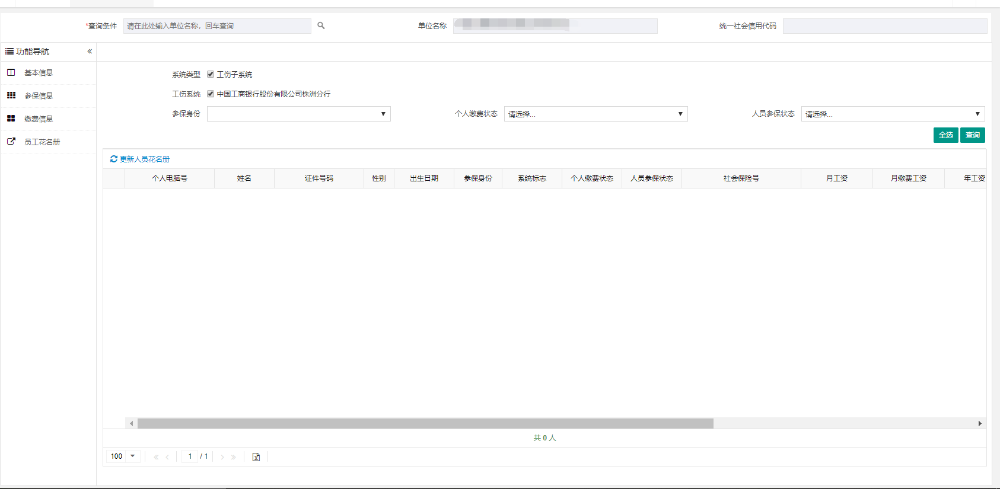 *查询条件 请在此处输入单位名称，回车查询 单位名称 统一社会信用代码
功能导航 «
基本信息
参保信息
缴费信息
员工花名册
系统类型 工伤子系统
工伤系统 中国工商银行股份有限公司株洲分行
参保身份 个人缴费状态 请选择... 人员参保状态 请选择...
全选 查询
更新人员花名册
个人电脑号 姓名 证件号码 性别 出生日期 参保身份 系统标志 个人缴费状态 人员参保状态 社会保险号 月工资 月缴费工资 年工资
共 0 人
100 « ‹ 1 / 1 › »